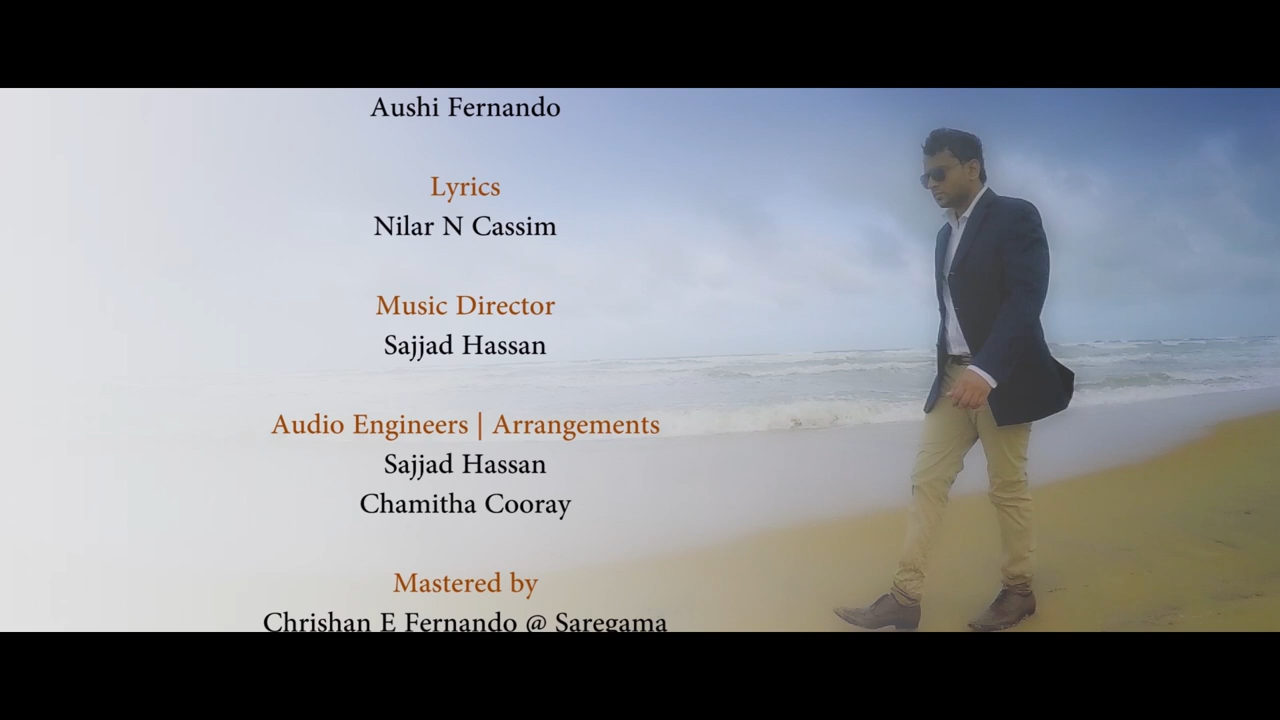 Aushi Fernando
Lyrics
Nilar N Cassim
Music Director
Sajjad Hassan
Audio Engineers | Arrangements
Sajjad Hassan
Chamitha Cooray
Mastered by
Chrishan E Fernando @ Saregama